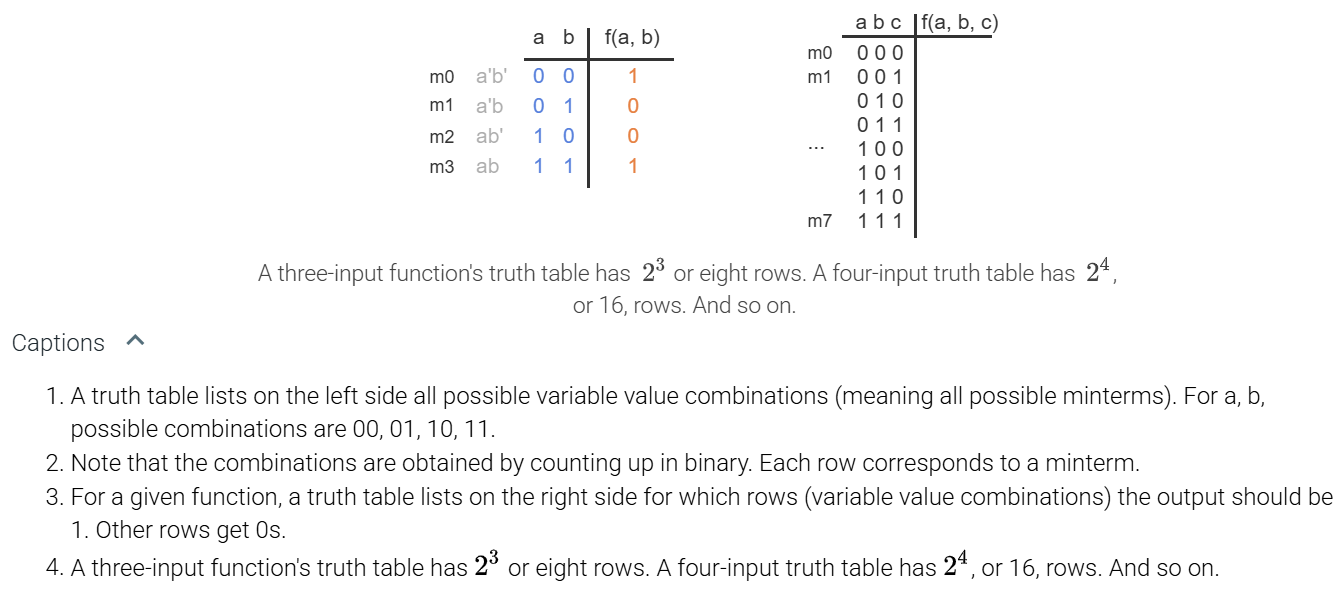 a b f(a, b)
m0 a'b' 0 0 1
m1 a'b 0 1 0
m2 ab' 1 0 0
m3 ab 1 1 1
a b c f(a, b, c)
m0 0 0 0
m1 0 0 1
0 1 0
0 1 1
... 1 0 0
1 0 1
1 1 0
m7 1 1 1
A three-input function's truth table has 2³ or eight rows. A four-input truth table has 2⁴,
or 16, rows. And so on.
Captions
1. A truth table lists on the left side all possible variable value combinations (meaning all possible minterms). For a, b,
possible combinations are 00, 01, 10, 11.
2. Note that the combinations are obtained by counting up in binary. Each row corresponds to a minterm.
3. For a given function, a truth table lists on the right side for which rows (variable value combinations) the output should be
1. Other rows get 0s.
4. A three-input function's truth table has 2³ or eight rows. A four-input truth table has 2⁴, or 16, rows. And so on.